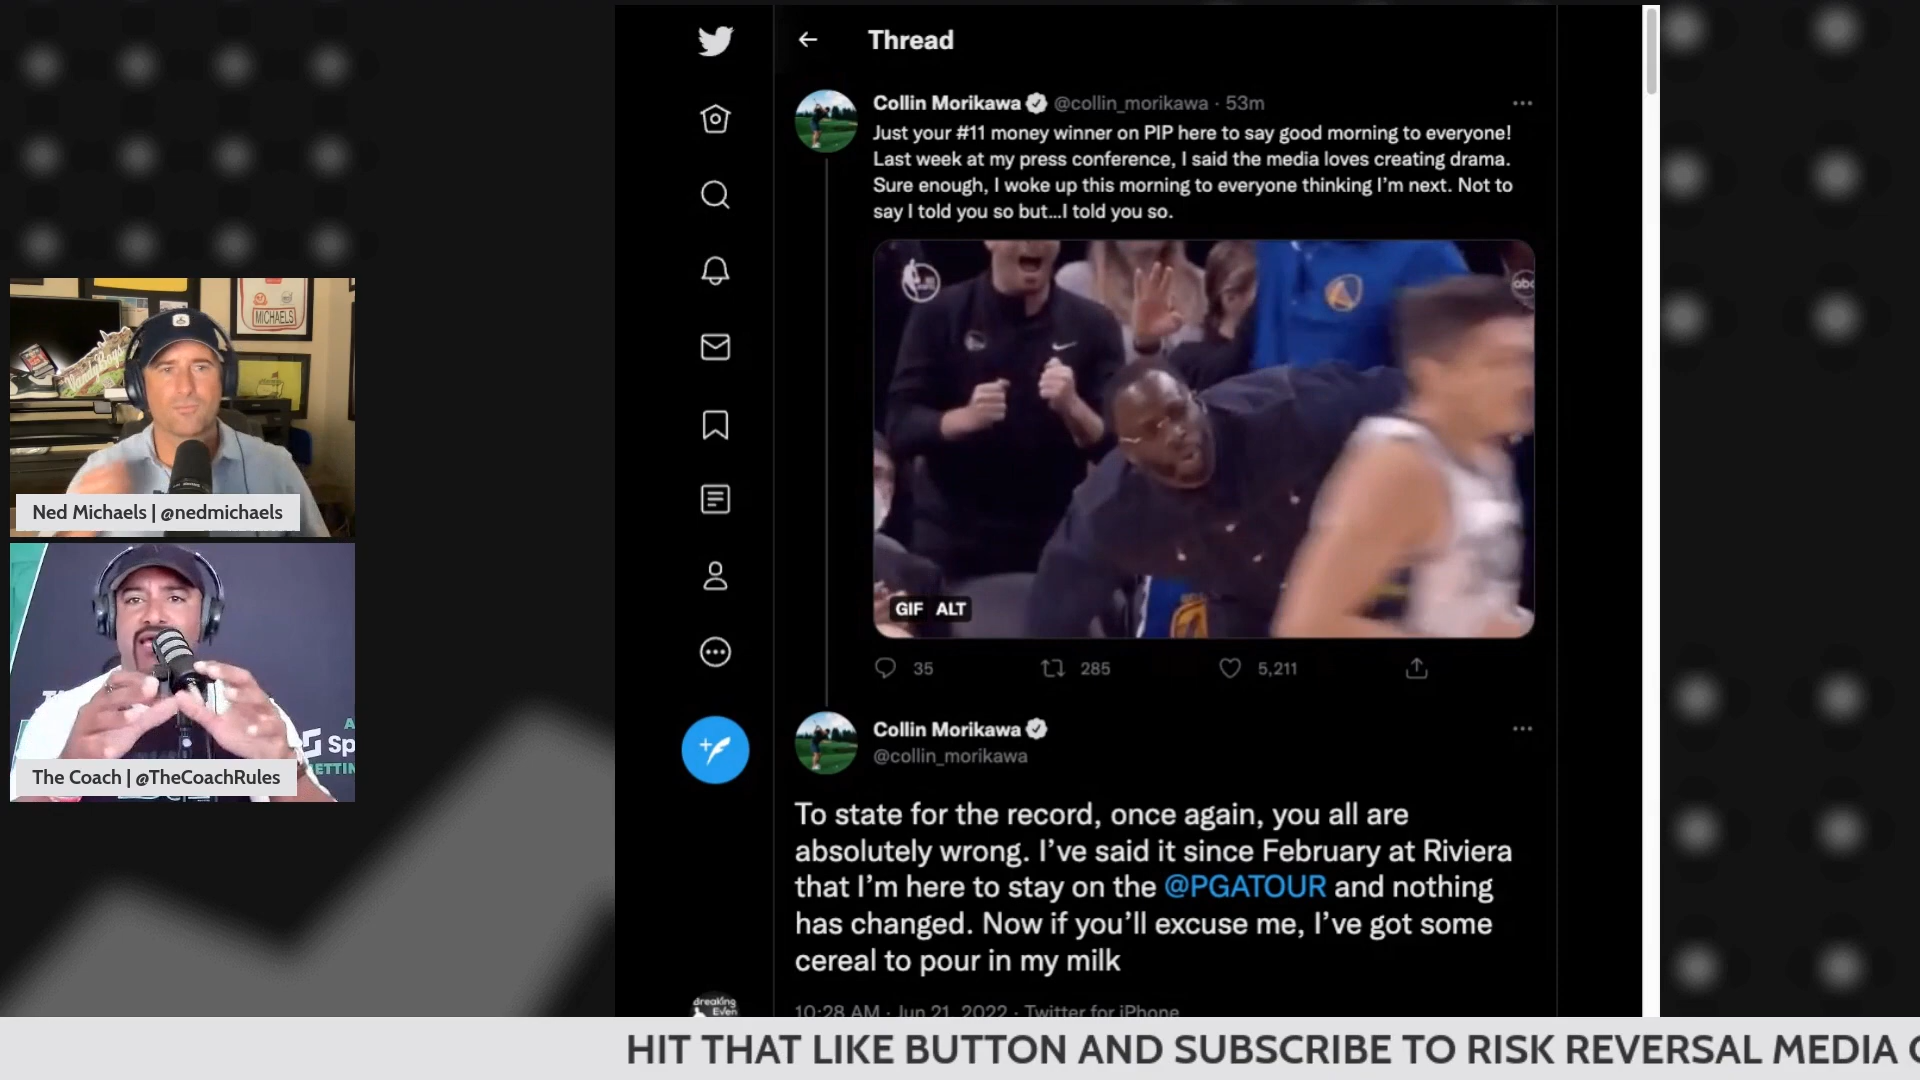 Thread
Collin Morikawa @collin_morikawa · 53m
Just your #11 money winner on PIP here to say good morning to everyone!
Last week at my press conference, I said the media loves creating drama.
Sure enough, I woke up this morning to everyone thinking I'm next. Not to
say I told you so but...I told you so.
abc
GIF ALT
35 285 5,211
Collin Morikawa
@collin_morikawa
To state for the record, once again, you all are
absolutely wrong. I've said it since February at Riviera
that I'm here to stay on the @PGATOUR and nothing
has changed. Now if you'll excuse me, I've got some
cereal to pour in my milk
10:28 AM · Jun 21, 2022 · Twitter for iPhone
MICHAELS
VandyBoys
Ned Michaels | @nedmichaels
Sp
ETTIN
The Coach | @TheCoachRules
Breaking
Even
HIT THAT LIKE BUTTON AND SUBSCRIBE TO RISK REVERSAL MEDIA